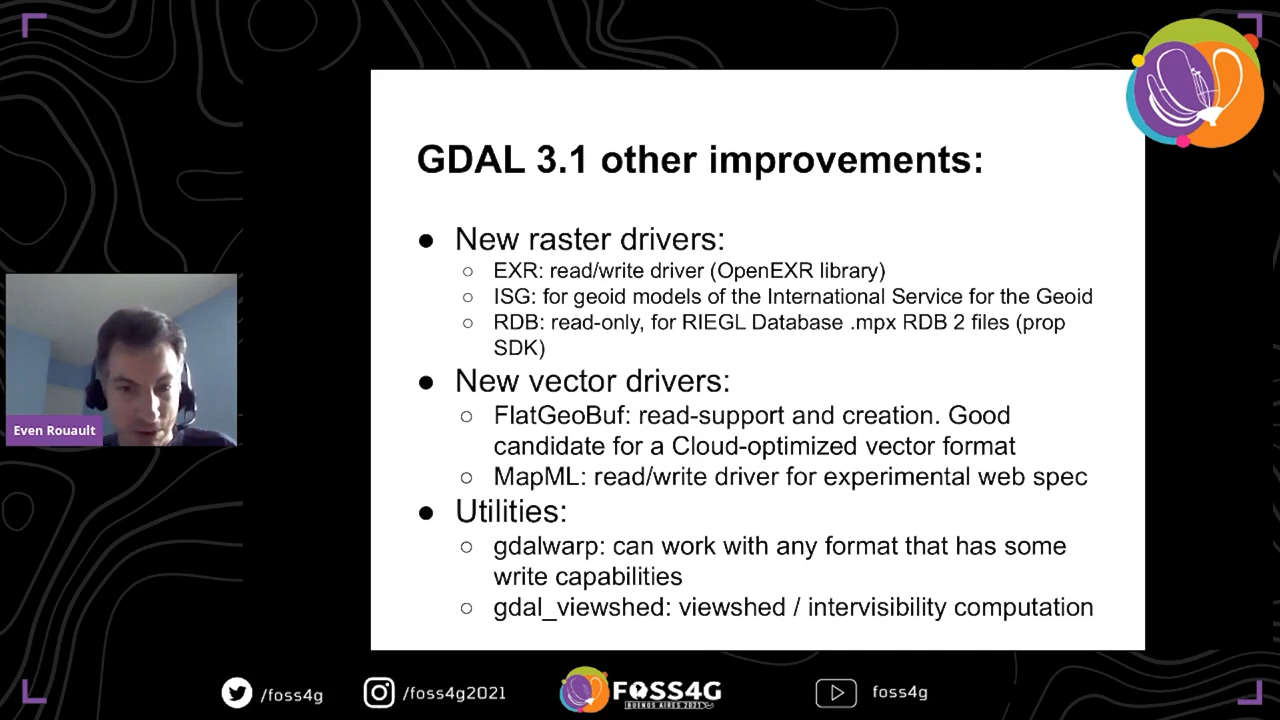 GDAL 3.1 other improvements:
● New raster drivers:
○ EXR: read/write driver (OpenEXR library)
○ ISG: for geoid models of the International Service for the Geoid
○ RDB: read-only, for RIEGL Database .mpx RDB 2 files (prop
SDK)
● New vector drivers:
○ FlatGeoBuf: read-support and creation. Good
candidate for a Cloud-optimized vector format
○ MapML: read/write driver for experimental web spec
● Utilities:
○ gdalwarp: can work with any format that has some
write capabilities
○ gdal_viewshed: viewshed / intervisibility computation
Even Rouault
/foss4g
/foss4g2021
FOSS4G
BUENOS AIRES 2021
foss4g